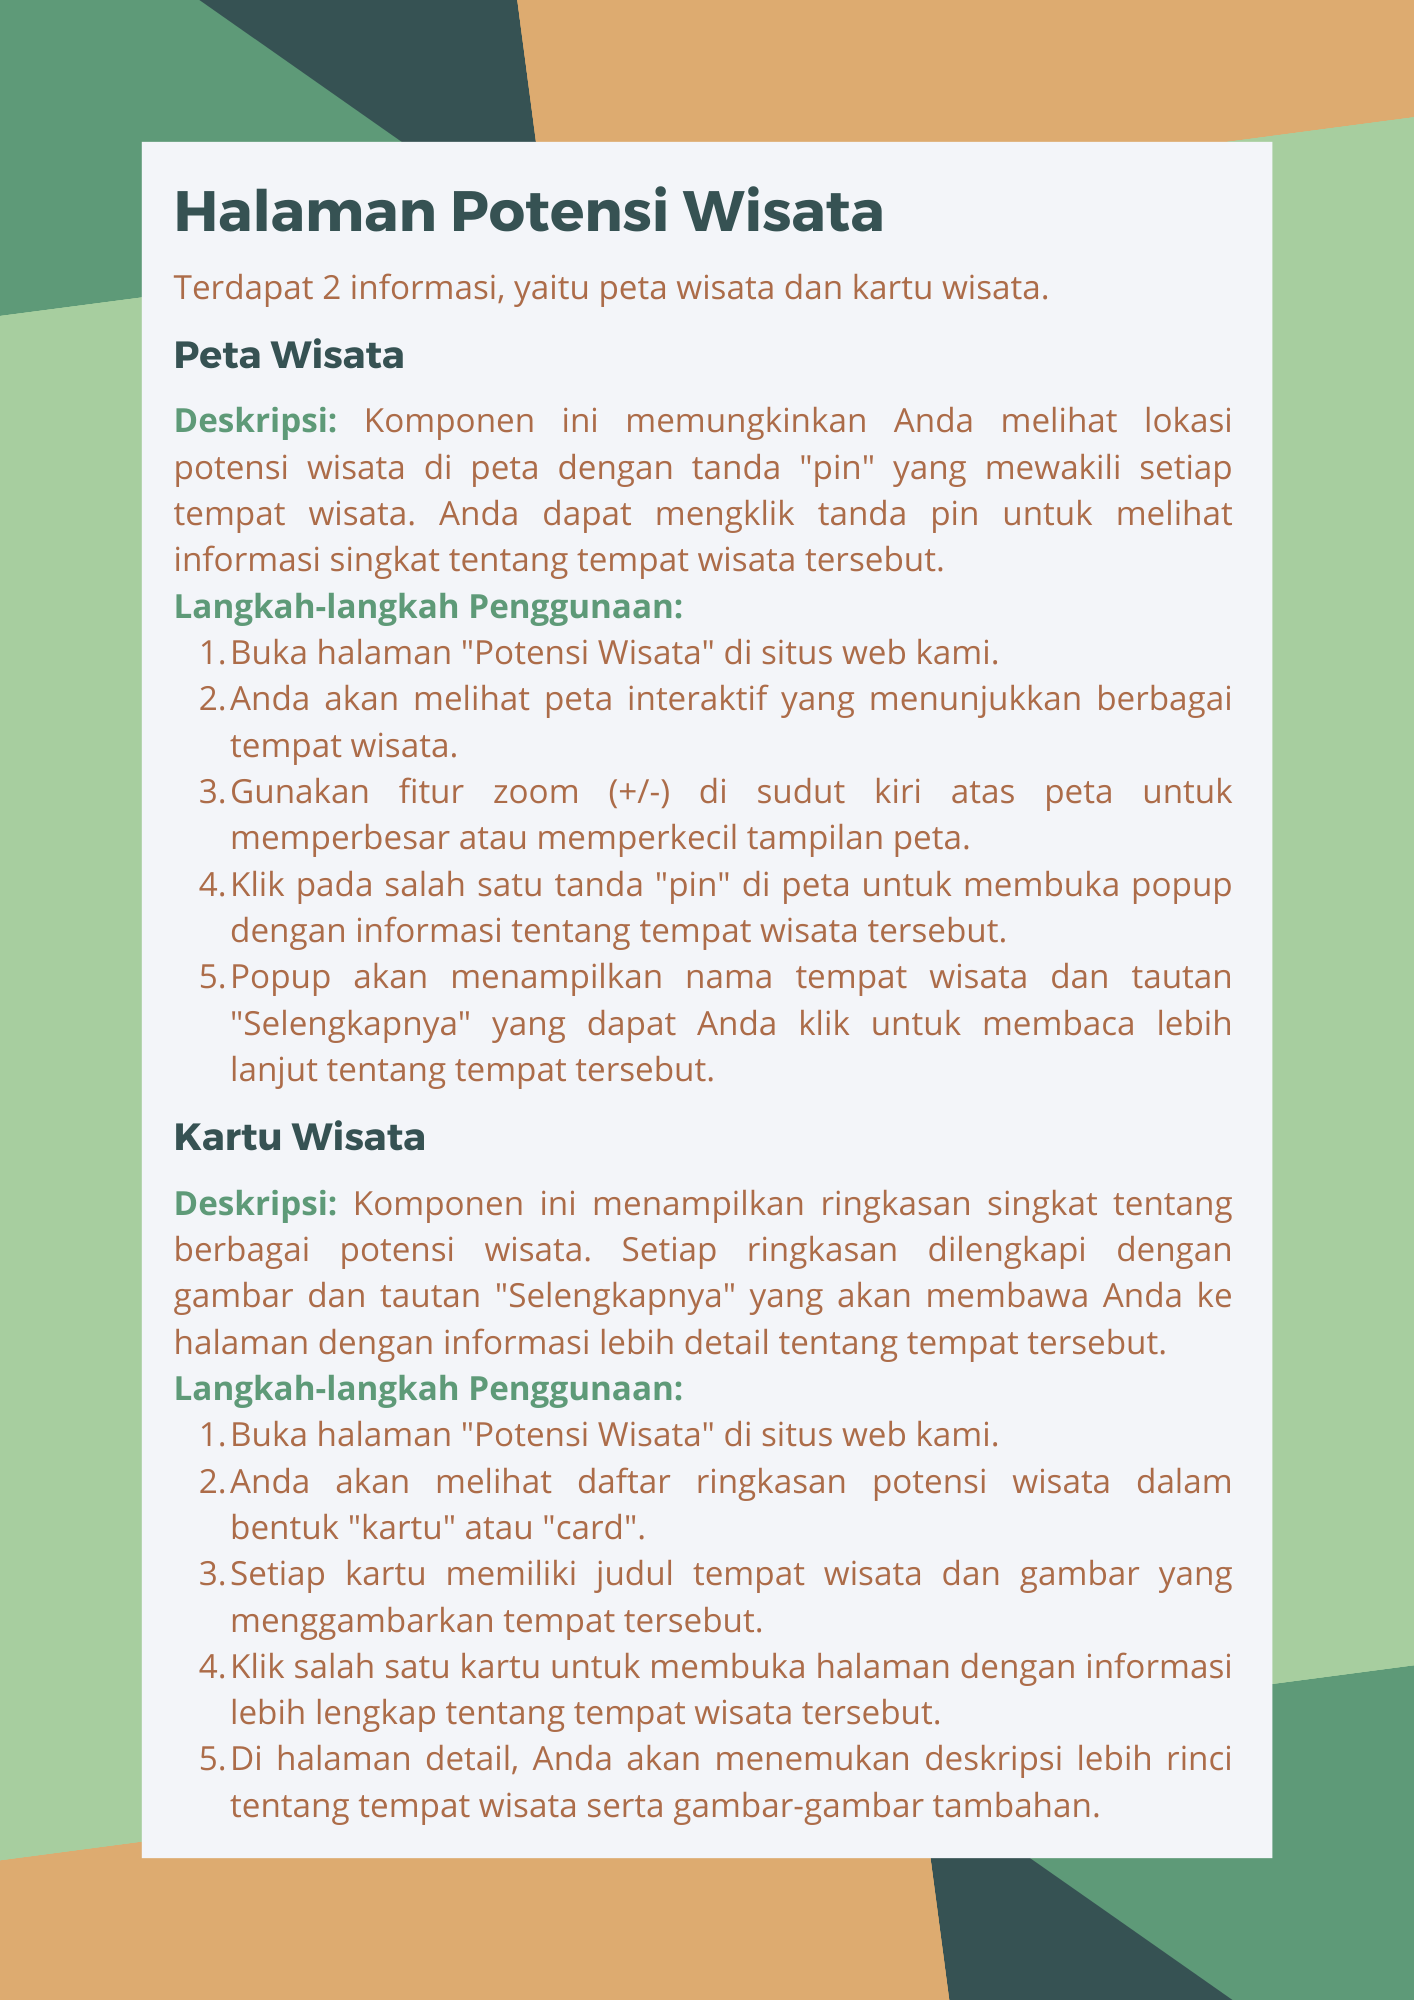 Halaman Potensi Wisata
Terdapat 2 informasi, yaitu peta wisata dan kartu wisata.
Peta Wisata
Deskripsi: Komponen ini memungkinkan Anda melihat lokasi
potensi wisata di peta dengan tanda "pin" yang mewakili setiap
tempat wisata. Anda dapat mengklik tanda pin untuk melihat
informasi singkat tentang tempat wisata tersebut.
Langkah-langkah Penggunaan:
1. Buka halaman "Potensi Wisata" di situs web kami.
2. Anda akan melihat peta interaktif yang menunjukkan berbagai
tempat wisata.
3. Gunakan fitur zoom (+/-) di sudut kiri atas peta untuk
memperbesar atau memperkecil tampilan peta.
4. Klik pada salah satu tanda "pin" di peta untuk membuka popup
dengan informasi tentang tempat wisata tersebut.
5. Popup akan menampilkan nama tempat wisata dan tautan
"Selengkapnya" yang dapat Anda klik untuk membaca lebih
lanjut tentang tempat tersebut.
Kartu Wisata
Deskripsi: Komponen ini menampilkan ringkasan singkat tentang
berbagai potensi wisata. Setiap ringkasan dilengkapi dengan
gambar dan tautan "Selengkapnya" yang akan membawa Anda ke
halaman dengan informasi lebih detail tentang tempat tersebut.
Langkah-langkah Penggunaan:
1. Buka halaman "Potensi Wisata" di situs web kami.
2. Anda akan melihat daftar ringkasan potensi wisata dalam
bentuk "kartu" atau "card".
3. Setiap kartu memiliki judul tempat wisata dan gambar yang
menggambarkan tempat tersebut.
4. Klik salah satu kartu untuk membuka halaman dengan informasi
lebih lengkap tentang tempat wisata tersebut.
5. Di halaman detail, Anda akan menemukan deskripsi lebih rinci
tentang tempat wisata serta gambar-gambar tambahan.